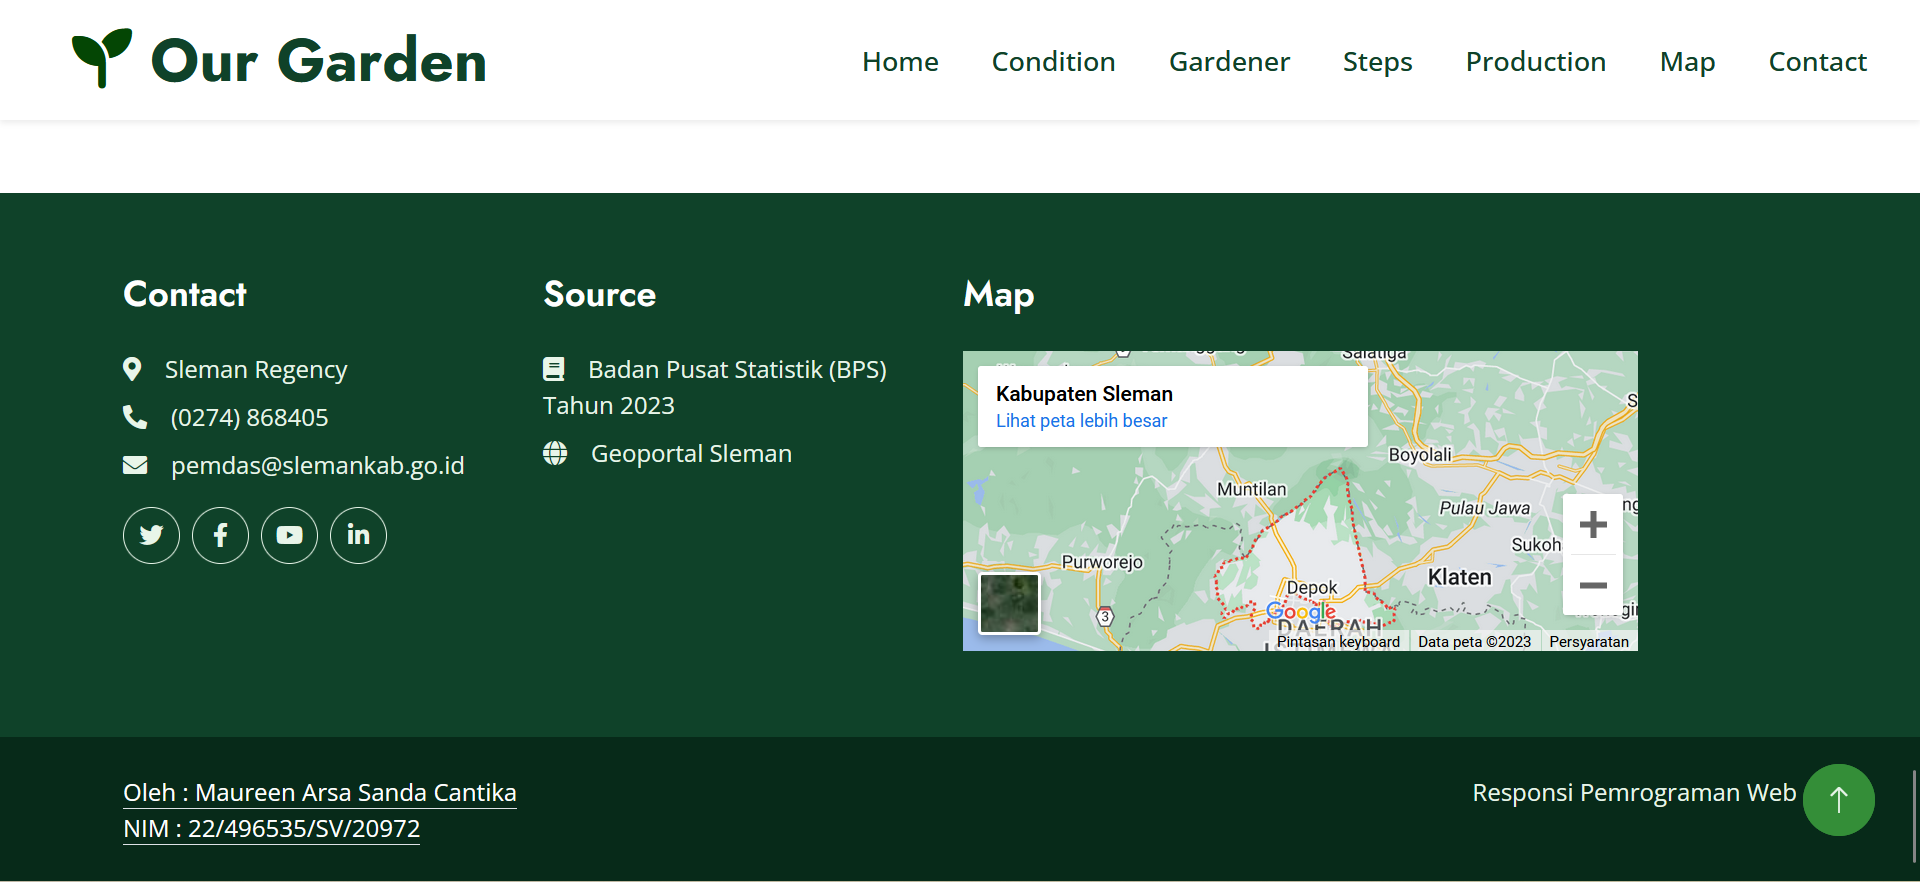 Our Garden
Home Condition Gardener Steps Production Map Contact
Contact
Sleman Regency
(0274) 868405
pemdas@slemankab.go.id
Source
Badan Pusat Statistik (BPS)
Tahun 2023
Geoportal Sleman
Map
Salatiga
Kabupaten Sleman
Lihat peta lebih besar
Boyolali
Muntilan
Pulau Jawa
Sukoh
Purworejo
Klaten
Depok
3
Google
DAERAH
Pintasan keyboard
Data peta ©2023
Persyaratan
Oleh : Maureen Arsa Sanda Cantika
NIM : 22/496535/SV/20972
Responsi Pemrograman Web